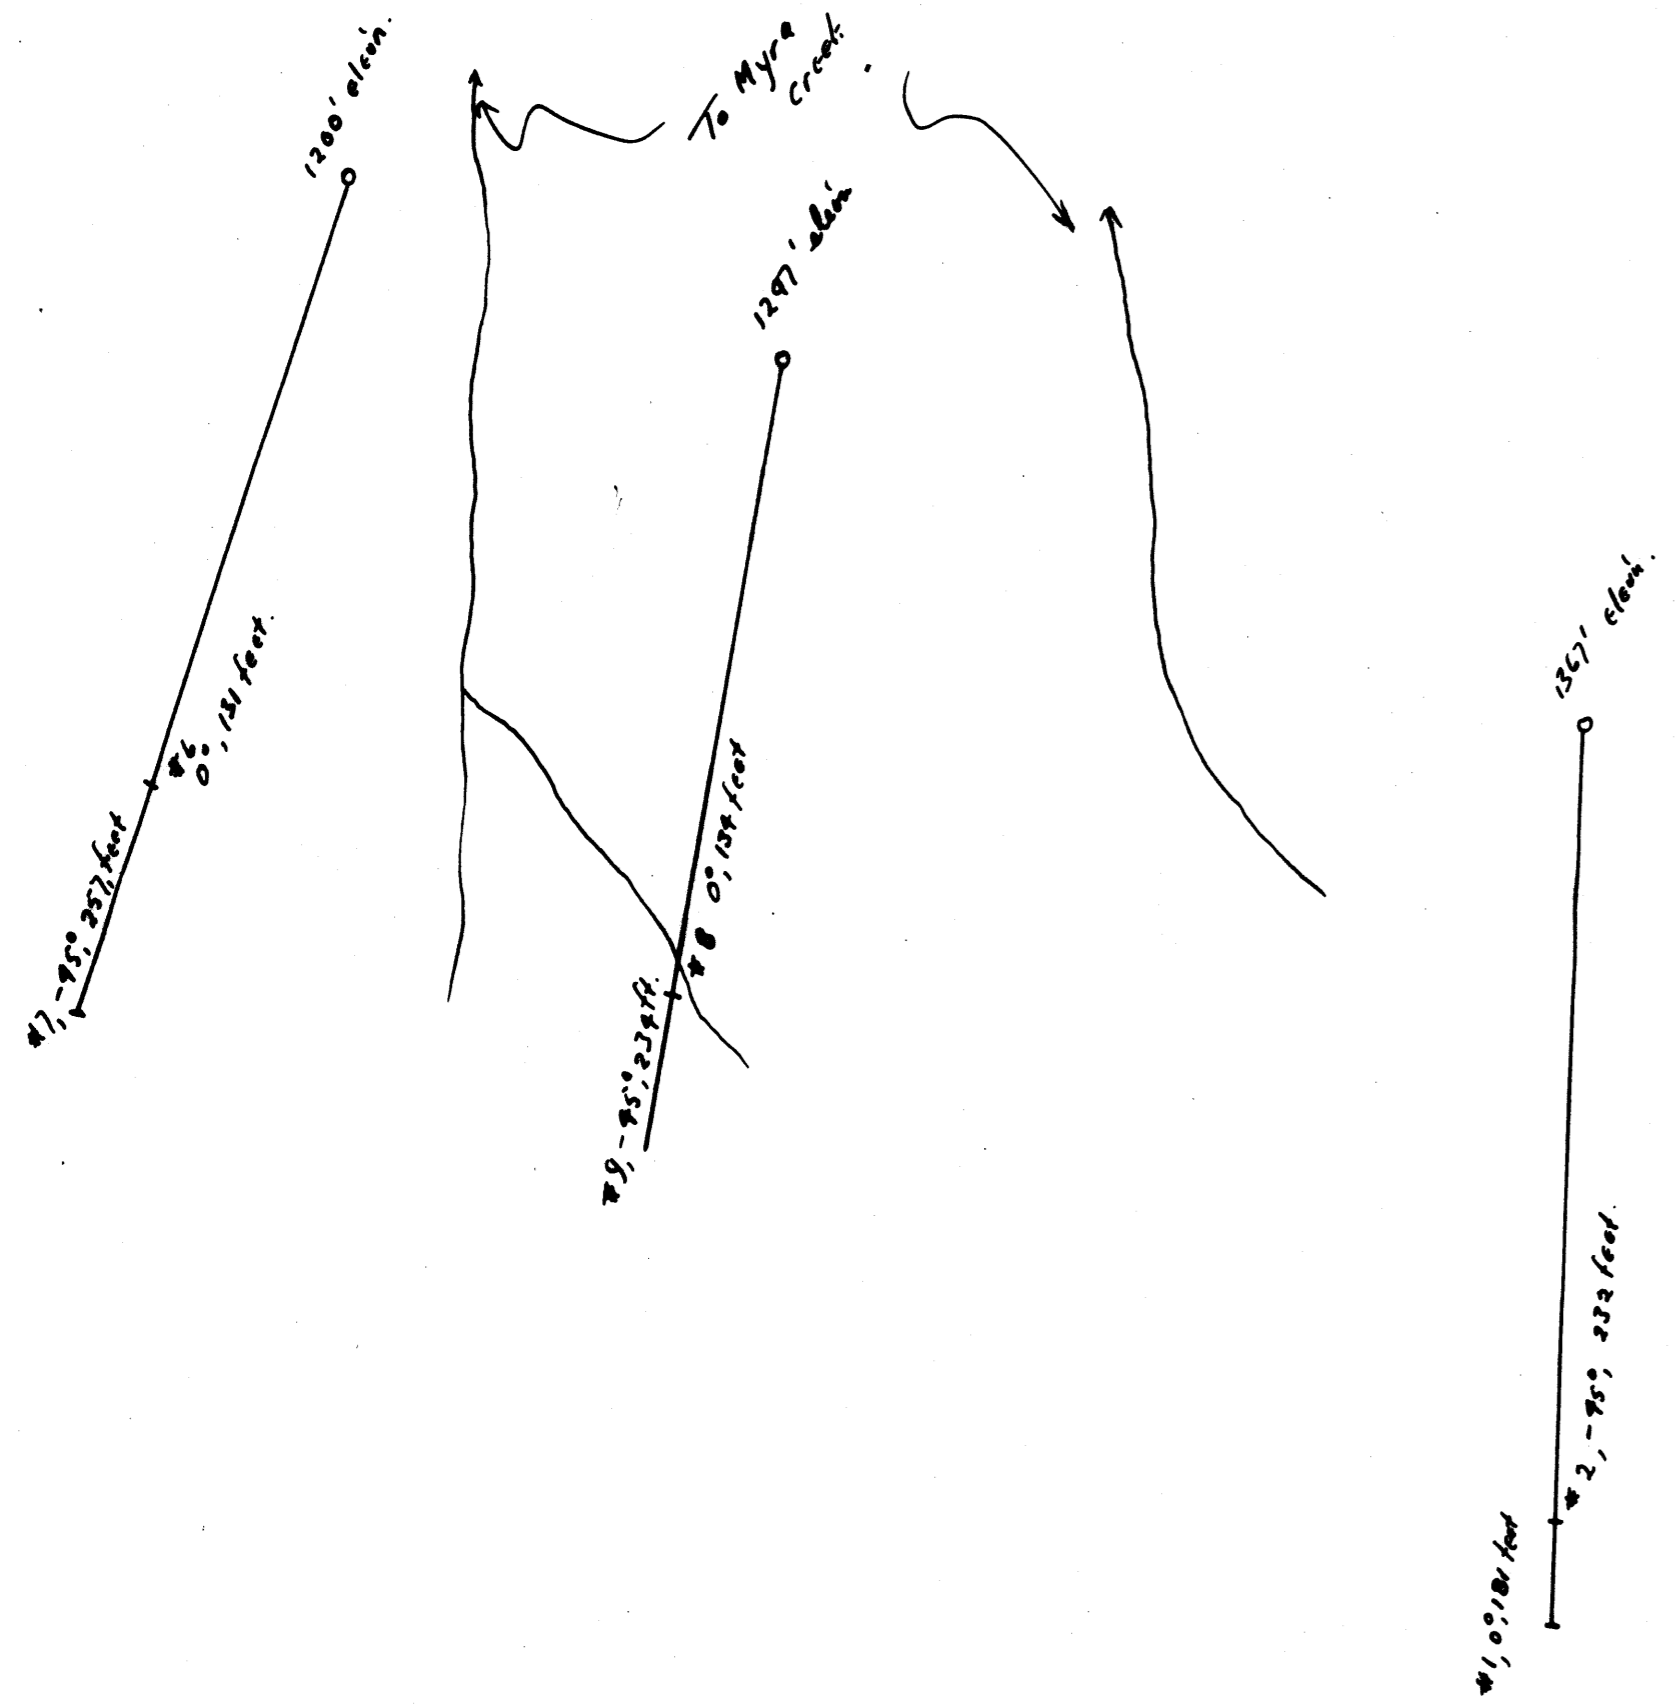 1200' elev'n.
To Myra
Creek.
1247' elev'n
1367' elev'n.
#6
0°, 131 feet.
#7, -45°, 257, feet
#8 0°, 134 feet
#9, -45°, 234 ft.
#2, -45°, 232 feet.
#1, 0°, 181 feet